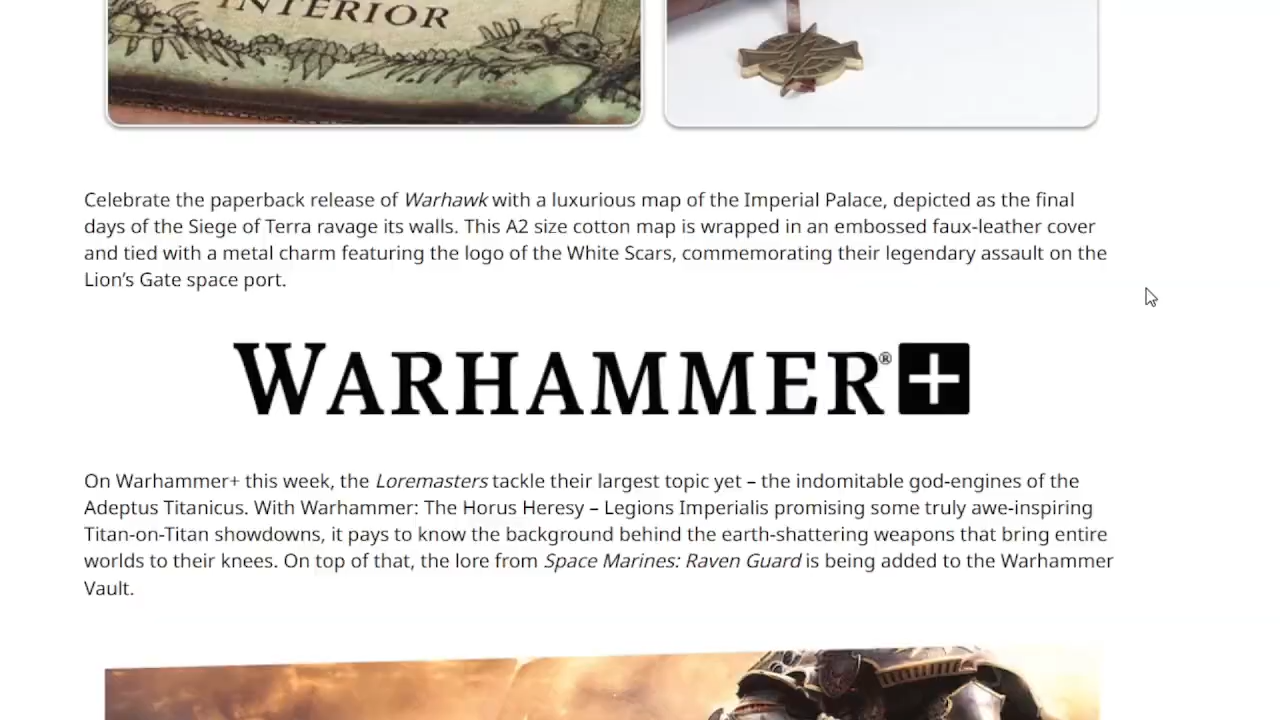 INTERIOR
Celebrate the paperback release of Warhawk with a luxurious map of the Imperial Palace, depicted as the final
days of the Siege of Terra ravage its walls. This A2 size cotton map is wrapped in an embossed faux-leather cover
and tied with a metal charm featuring the logo of the White Scars, commemorating their legendary assault on the
Lion’s Gate space port.
WARHAMMER®+
On Warhammer+ this week, the Loremasters tackle their largest topic yet – the indomitable god-engines of the
Adeptus Titanicus. With Warhammer: The Horus Heresy – Legions Imperialis promising some truly awe-inspiring
Titan-on-Titan showdowns, it pays to know the background behind the earth-shattering weapons that bring entire
worlds to their knees. On top of that, the lore from Space Marines: Raven Guard is being added to the Warhammer
Vault.